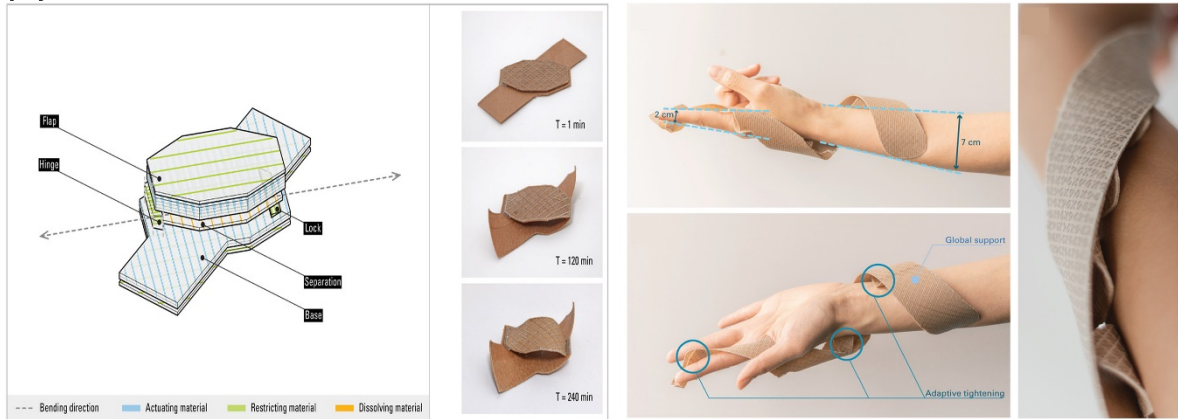 Flap
Hinge
Lock
Separation
Base
Bending direction
Actuating material
Restricting material
Dissolving material
T = 1 min
T = 120 min
T = 240 min
2 cm
7 cm
Global support
Adaptive tightening